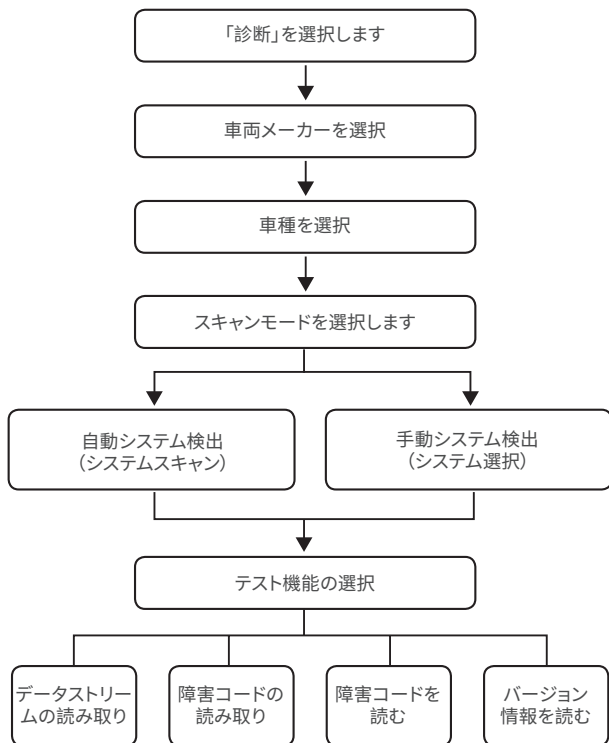 「診断」を選択します
車両メーカーを選択
車種を選択
スキャンモードを選択します
自動システム検出
（システムスキャン）
手動システム検出
（システム選択）
テスト機能の選択
データストリー
ムの読み取り
障害コードの
読み取り
障害コードを
読む
バージョン
情報を読む